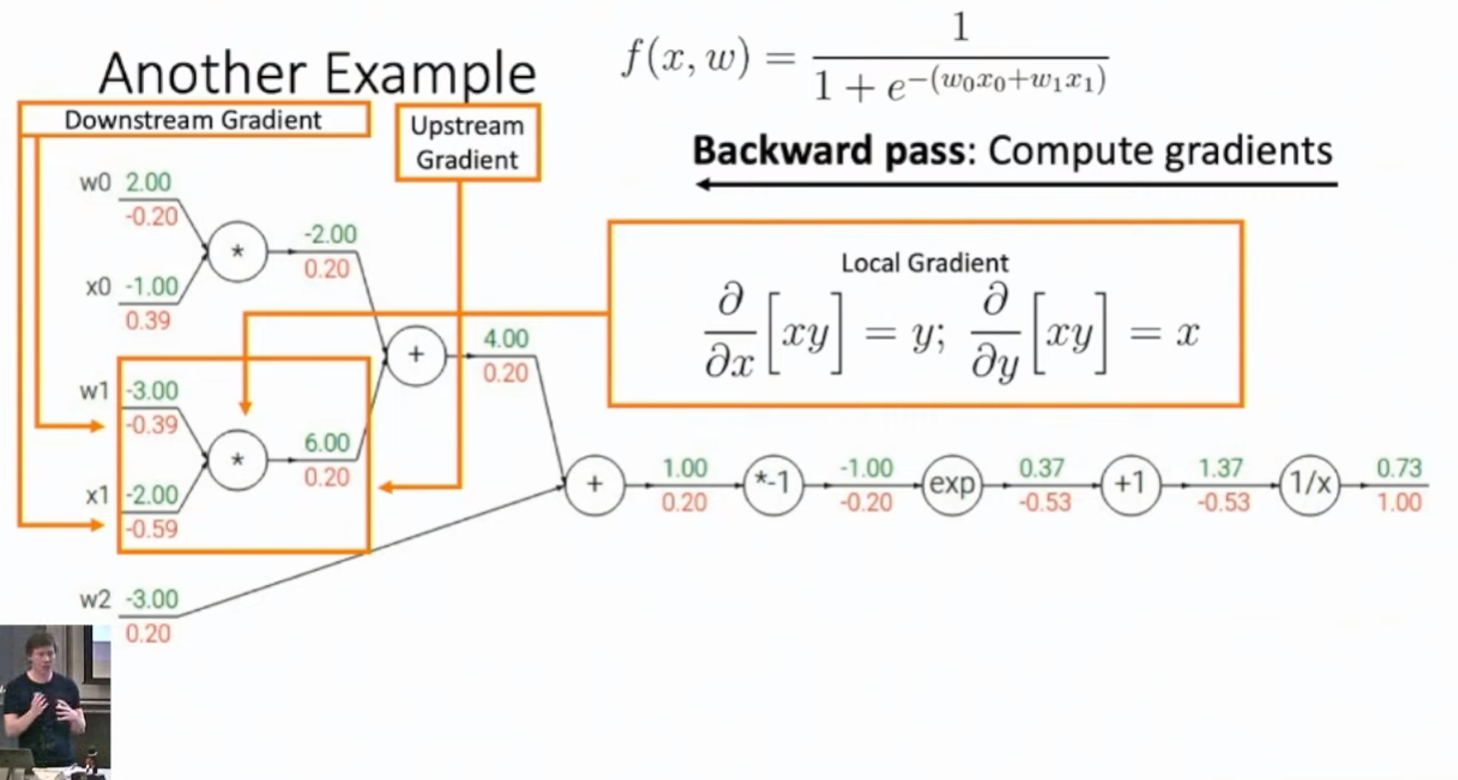 Another Example
f(x, w) = \frac{1}{1 + e^{-(w_0x_0+w_1x_1)}}
Downstream Gradient
Upstream
Gradient
Backward pass: Compute gradients
w0 2.00
-0.20
x0 -1.00
0.39
*
-2.00
0.20
w1 -3.00
-0.39
x1 -2.00
-0.59
*
6.00
0.20
+
4.00
0.20
Local Gradient
\frac{\partial}{\partial x}[xy] = y; \frac{\partial}{\partial y}[xy] = x
w2 -3.00
0.20
+
1.00
0.20
*-1
-1.00
-0.20
exp
0.37
-0.53
+1
1.37
-0.53
1/x
0.73
1.00